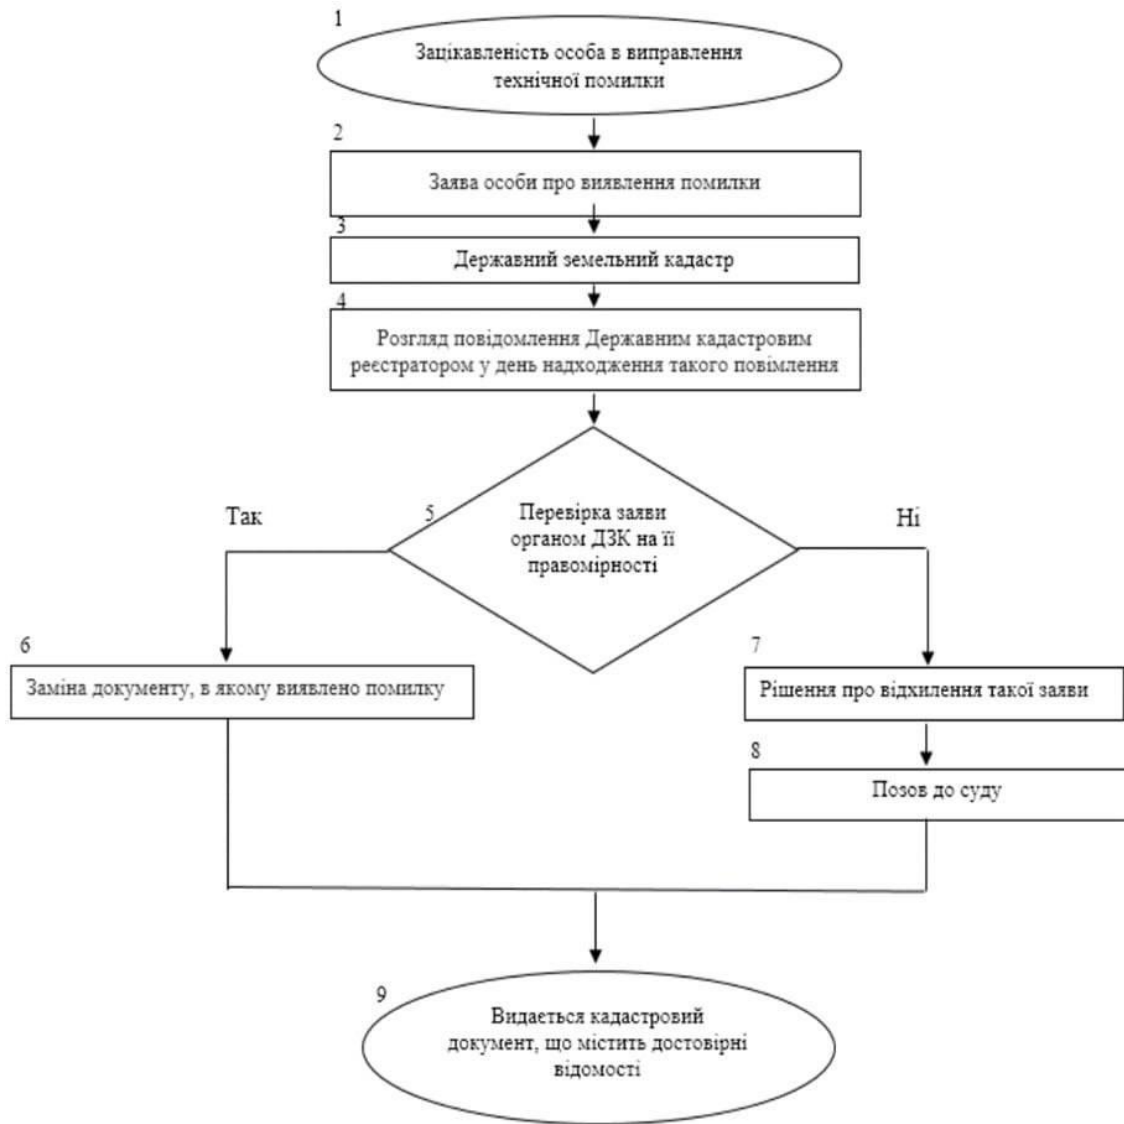 1
Зацікавленість особа в виправлення
технічної помилки
2
Заява особи про виявлення помилки
3
Державний земельний кадастр
4
Розгляд повідомлення Державним кадастровим
реєстратором у день надходження такого повімлення
5
Перевірка заяви
органом ДЗК на її
правомірності
Так
Ні
6
Заміна документу, в якому виявлено помилку
7
Рішення про відхилення такої заяви
8
Позов до суду
9
Видається кадастровий
документ, що містить достовірні
відомості